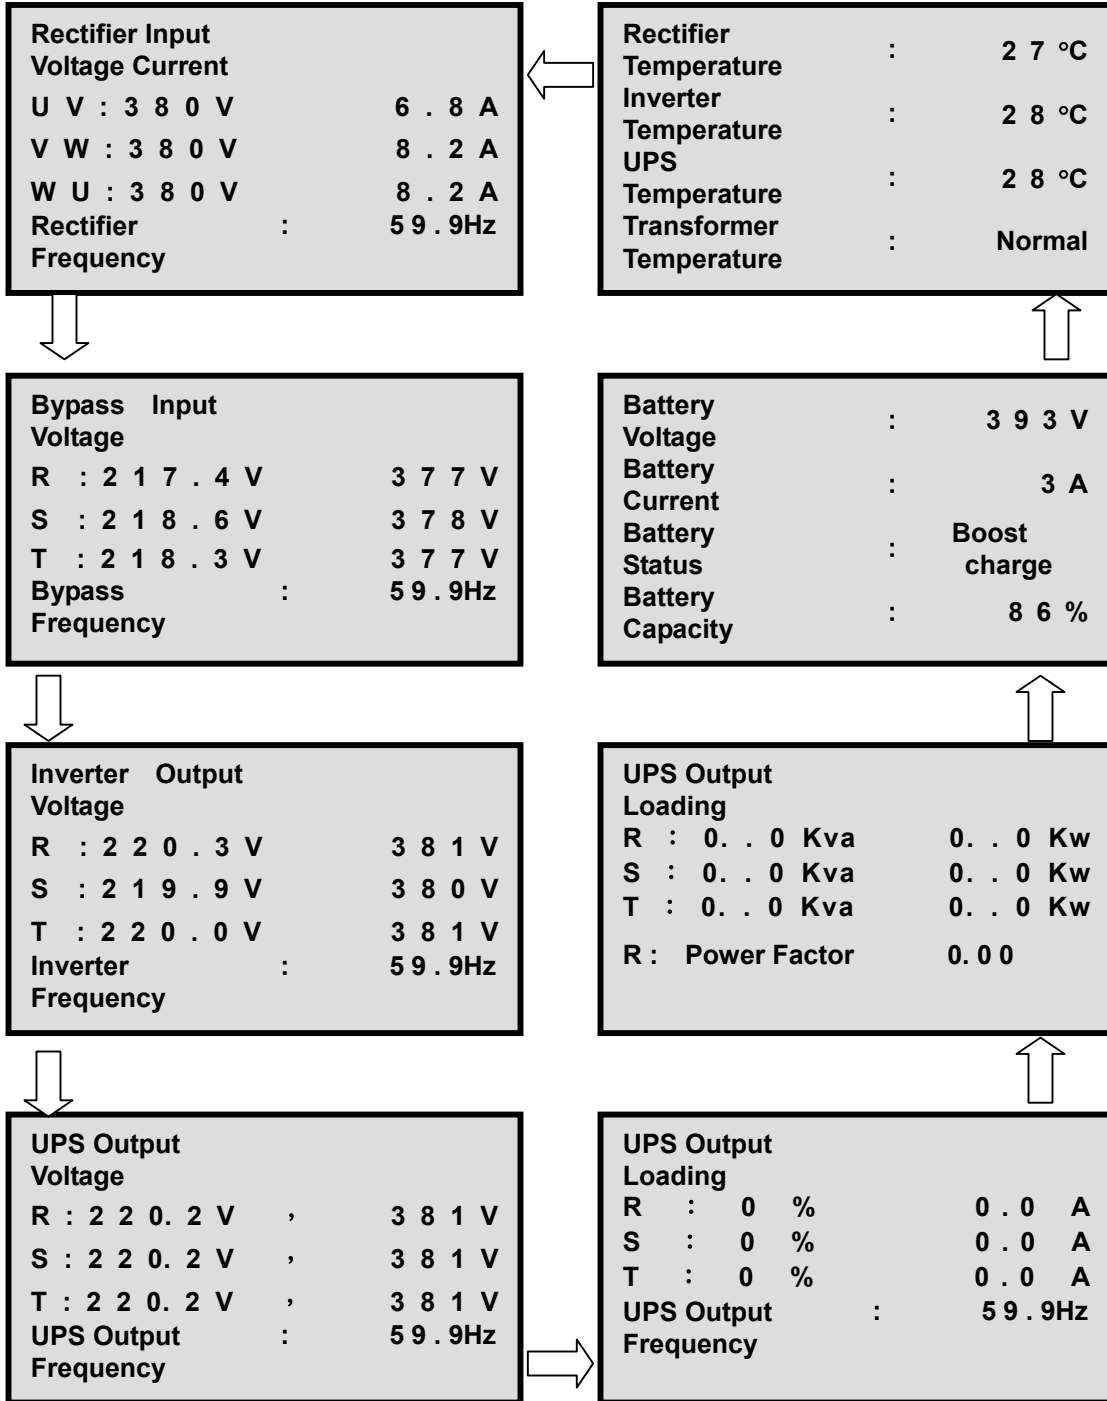 Rectifier Input
Voltage Current
U V : 3 8 0 V 6 . 8 A
V W : 3 8 0 V 8 . 2 A
W U : 3 8 0 V 8 . 2 A
Rectifier : 5 9 . 9Hz
Frequency
Bypass Input
Voltage
R : 2 1 7 . 4 V 3 7 7 V
S : 2 1 8 . 6 V 3 7 8 V
T : 2 1 8 . 3 V 3 7 7 V
Bypass : 5 9 . 9Hz
Frequency
Inverter Output
Voltage
R : 2 2 0 . 3 V 3 8 1 V
S : 2 1 9 . 9 V 3 8 0 V
T : 2 2 0 . 0 V 3 8 1 V
Inverter : 5 9 . 9Hz
Frequency
UPS Output
Voltage
R : 2 2 0. 2 V , 3 8 1 V
S : 2 2 0. 2 V , 3 8 1 V
T : 2 2 0. 2 V , 3 8 1 V
UPS Output : 5 9 . 9Hz
Frequency
UPS Output
Loading
R : 0 % 0 . 0 A
S : 0 % 0 . 0 A
T : 0 % 0 . 0 A
UPS Output : 5 9 . 9Hz
Frequency
UPS Output
Loading
R : 0. . 0 Kva 0. . 0 Kw
S : 0. . 0 Kva 0. . 0 Kw
T : 0. . 0 Kva 0. . 0 Kw
R : Power Factor 0. 0 0
Battery
Voltage : 3 9 3 V
Battery
Current : 3 A
Battery : Boost
Status charge
Battery
Capacity : 8 6 %
Rectifier
Temperature : 2 7 °C
Inverter
Temperature : 2 8 °C
UPS
Temperature : 2 8 °C
Transformer
Temperature : Normal